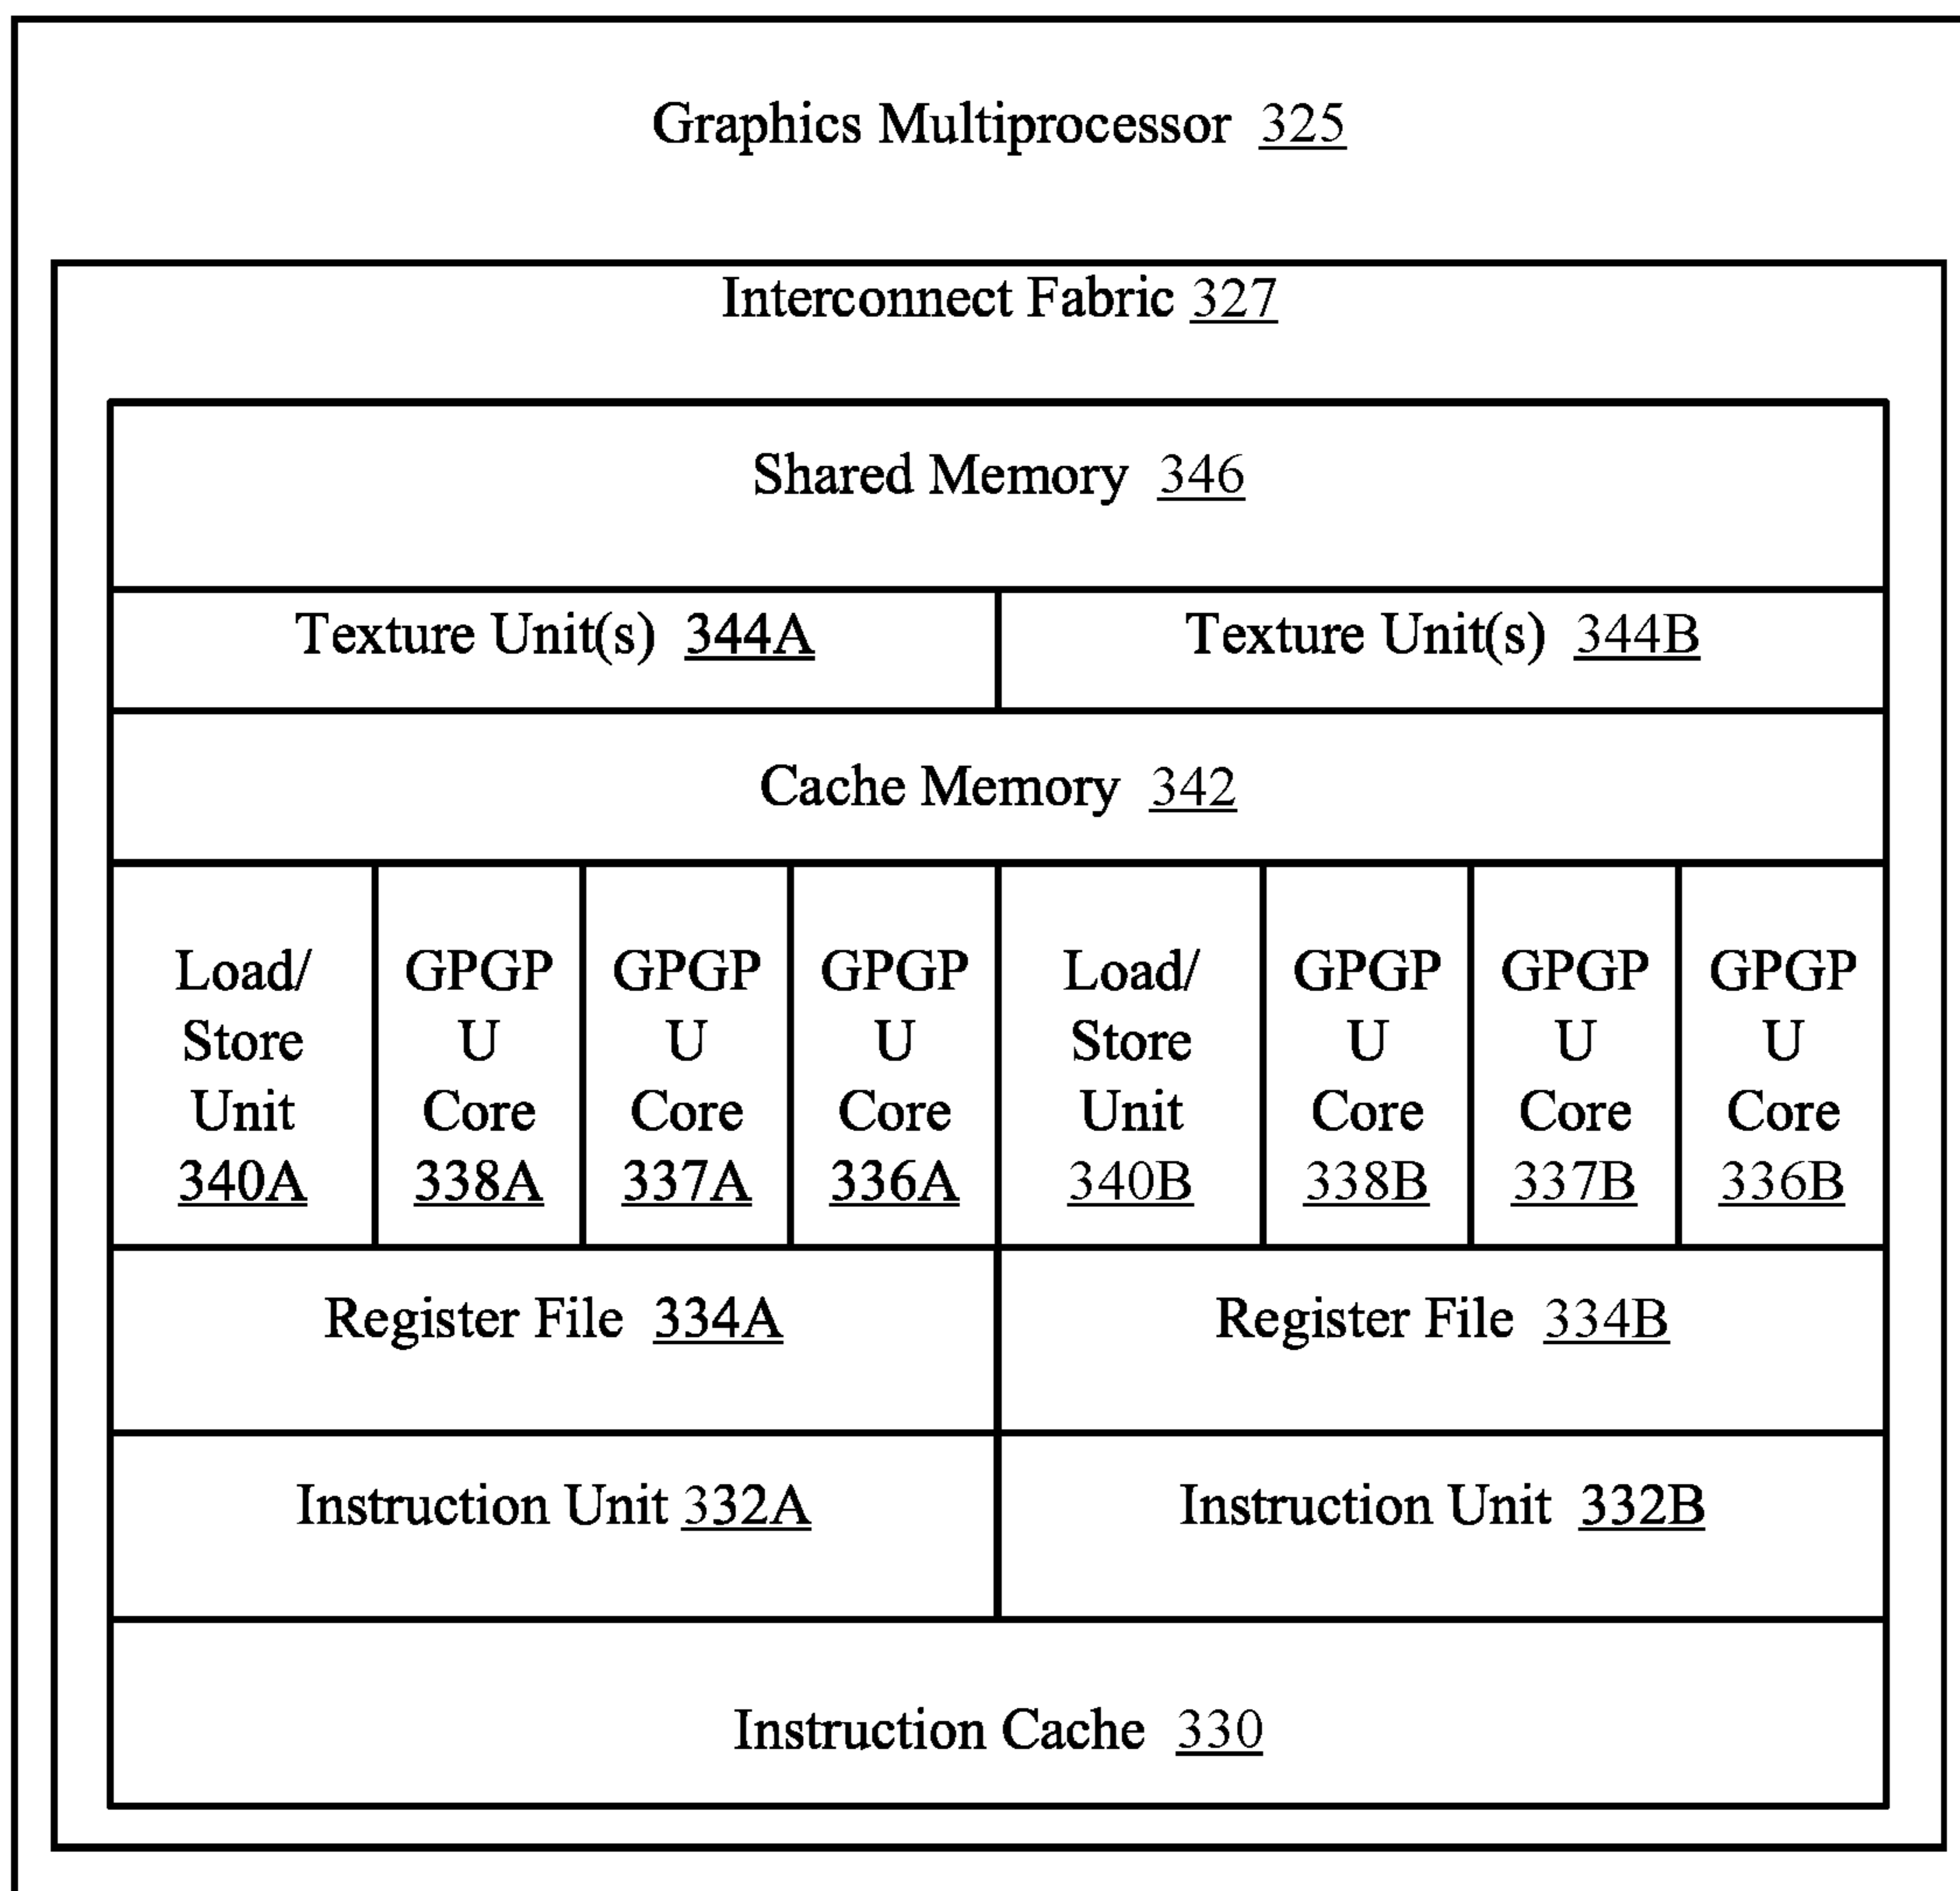 Graphics Multiprocessor 325
Interconnect Fabric 327
Shared Memory 346
Texture Unit(s) 344A
Texture Unit(s) 344B
Cache Memory 342
Load/
Store
Unit
340A
GPGP
U
Core
338A
GPGP
U
Core
337A
GPGP
U
Core
336A
Load/
Store
Unit
340B
GPGP
U
Core
338B
GPGP
U
Core
337B
GPGP
U
Core
336B
Register File 334A
Register File 334B
Instruction Unit 332A
Instruction Unit 332B
Instruction Cache 330